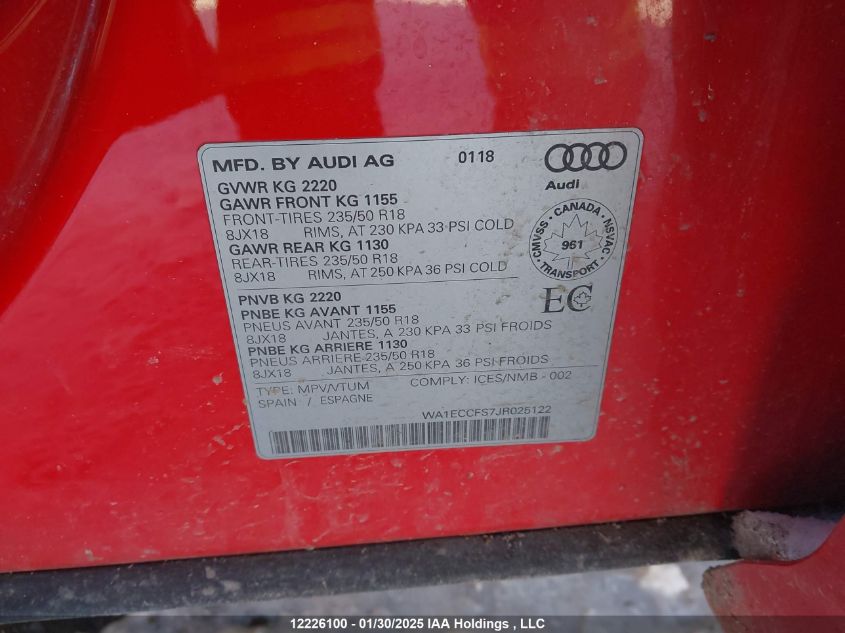 MFD. BY AUDI AG 0118
Audi
GVWR KG 2220
GAWR FRONT KG 1155
FRONT-TIRES 235/50 R18
8JX18 RIMS, AT 230 KPA 33 PSI COLD
GAWR REAR KG 1130
REAR-TIRES 235/50 R18
8JX18 RIMS, AT 250 KPA 36 PSI COLD
CMVSS · CANADA · NSVAC · TRANSPORT ·
961
EC
PNVB KG 2220
PNBE KG AVANT 1155
PNEUS AVANT 235/50 R18
8JX18 JANTES, A 230 KPA 33 PSI FROIDS
PNBE KG ARRIERE 1130
PNEUS ARRIERE 235/50 R18
8JX18 JANTES, A 250 KPA 36 PSI FROIDS
TYPE: MPV/VTUM COMPLY: ICES/NMB - 002
SPAIN / ESPAGNE
WA1ECCFS7JR025122
12226100 - 01/30/2025 IAA Holdings , LLC